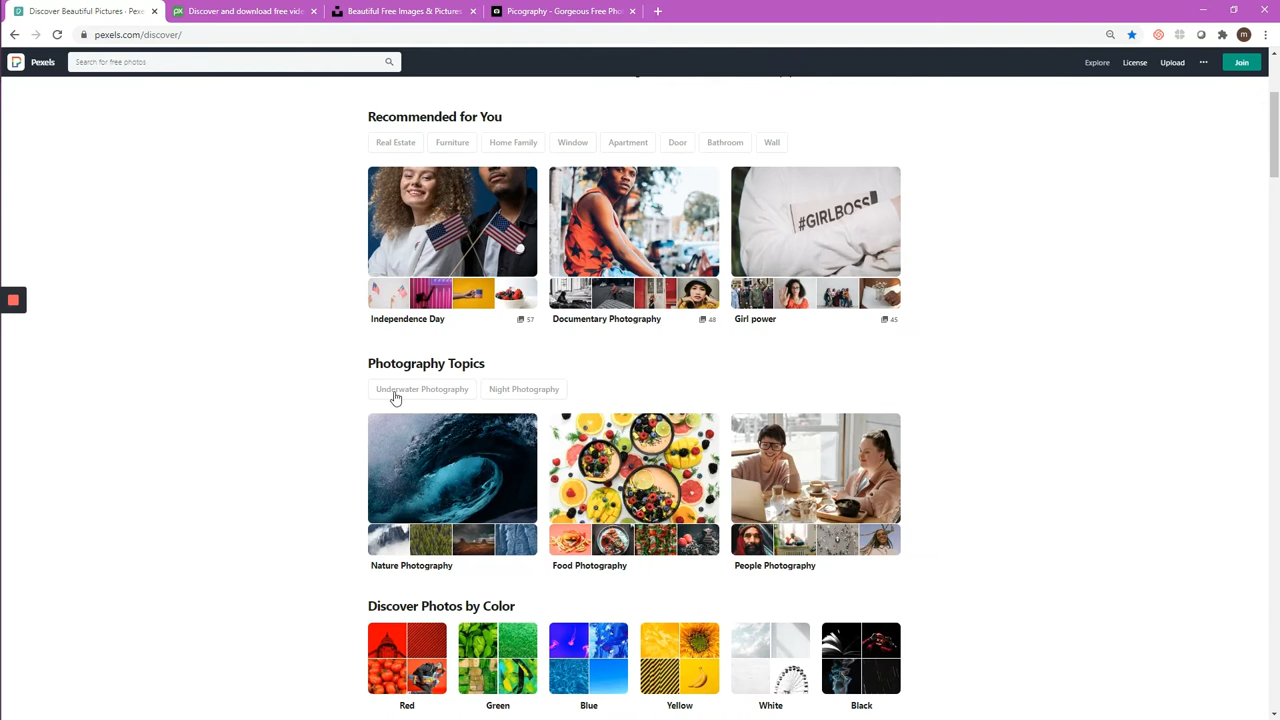 Discover Beautiful Pictures · Pexe
Discover and download free vide
Beautiful Free Images & Pictures
Picography - Gorgeous Free Phot
pexels.com/discover/
m
Pexels
Search for free photos
Explore
License
Upload
Join
Recommended for You
Real Estate
Furniture
Home Family
Window
Apartment
Door
Bathroom
Wall
#GIRLBOSS
Independence Day
57
Documentary Photography
48
Girl power
45
Photography Topics
Underwater Photography
Night Photography
Nature Photography
Food Photography
People Photography
Discover Photos by Color
Red
Green
Blue
Yellow
White
Black